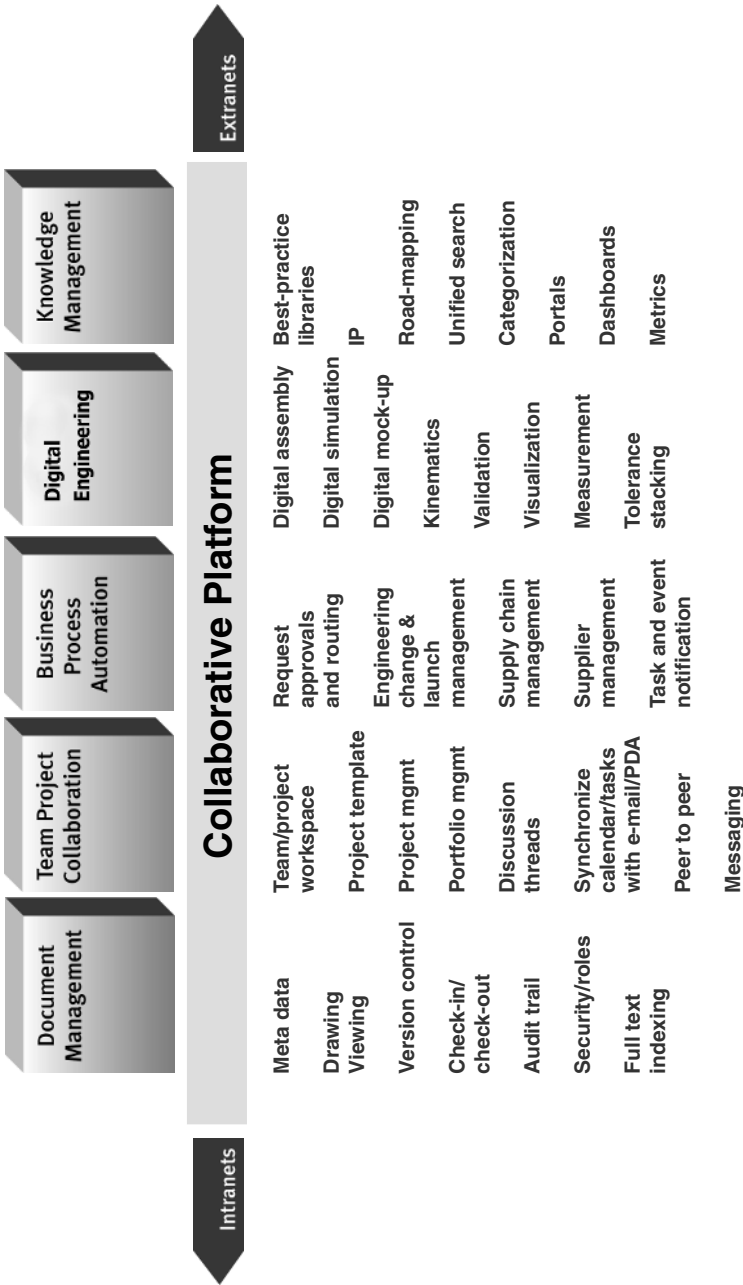 Document
Management
Team Project
Collaboration
Business
Process
Automation
Digital
Engineering
Knowledge
Management
Intranets
Collaborative Platform
Extranets
Meta data
Drawing
Viewing
Version control
Check-in/
check-out
Audit trail
Security/roles
Full text
indexing
Team/project
workspace
Project template
Project mgmt
Portfolio mgmt
Discussion
threads
Synchronize
calendar/tasks
with e-mail/PDA
Peer to peer
Messaging
Request
approvals
and routing
Engineering
change &
launch
management
Supply chain
management
Supplier
management
Task and event
notification
Digital assembly
Digital simulation
Digital mock-up
Kinematics
Validation
Visualization
Measurement
Tolerance
stacking
Best-practice
libraries
IP
Road-mapping
Unified search
Categorization
Portals
Dashboards
Metrics